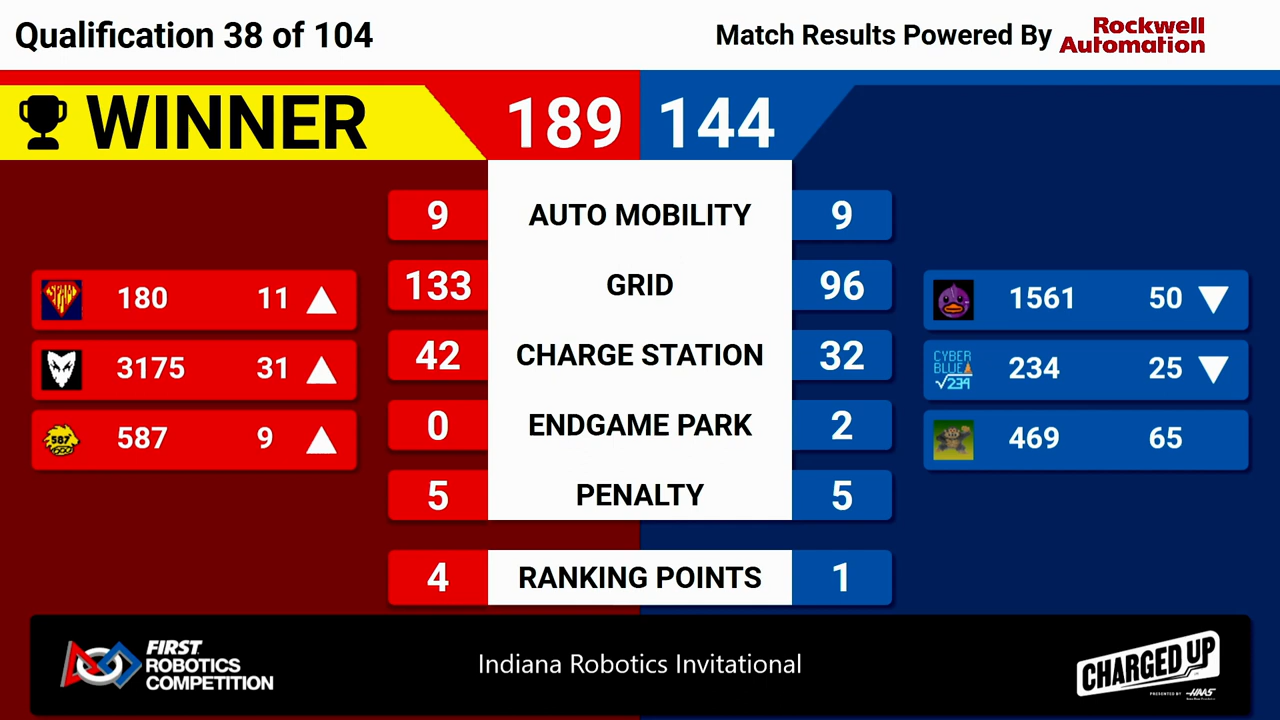 Qualification 38 of 104
Match Results Powered By Rockwell Automation
WINNER 189 144
9 AUTO MOBILITY 9
133 GRID 96
42 CHARGE STATION 32
0 ENDGAME PARK 2
5 PENALTY 5
4 RANKING POINTS 1
SPAM 180 11
3175 31
587 587 9
1561 50
CYBER
BLUE
√234 234 25
469 65
FIRST
ROBOTICS
COMPETITION
Indiana Robotics Invitational
CHARGED UP
PRESENTED BY HAAS